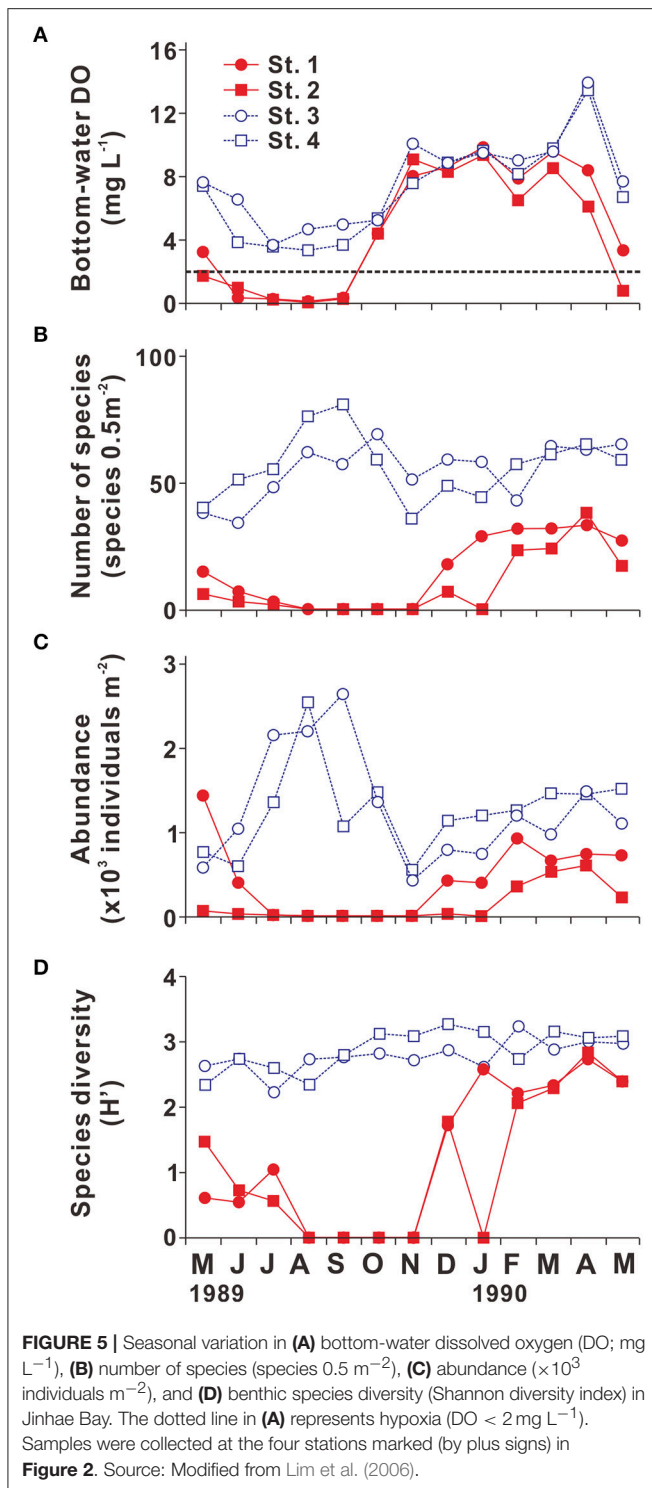 A
Bottom-water DO
(mg L⁻¹)
16
12
8
4
0
St. 1
St. 2
St. 3
St. 4
B
Number of species
(species 0.5m⁻²)
100
50
0
C
Abundance
(x10³ individuals m⁻²)
3
2
1
0
D
Species diversity
(H')
4
3
2
1
0
M J J A S O N D J F M A M
1989 1990
FIGURE 5 | Seasonal variation in (A) bottom-water dissolved oxygen (DO; mg
L⁻¹), (B) number of species (species 0.5 m⁻²), (C) abundance (×10³
individuals m⁻²), and (D) benthic species diversity (Shannon diversity index) in
Jinhae Bay. The dotted line in (A) represents hypoxia (DO < 2 mg L⁻¹).
Samples were collected at the four stations marked (by plus signs) in
Figure 2. Source: Modified from Lim et al. (2006).